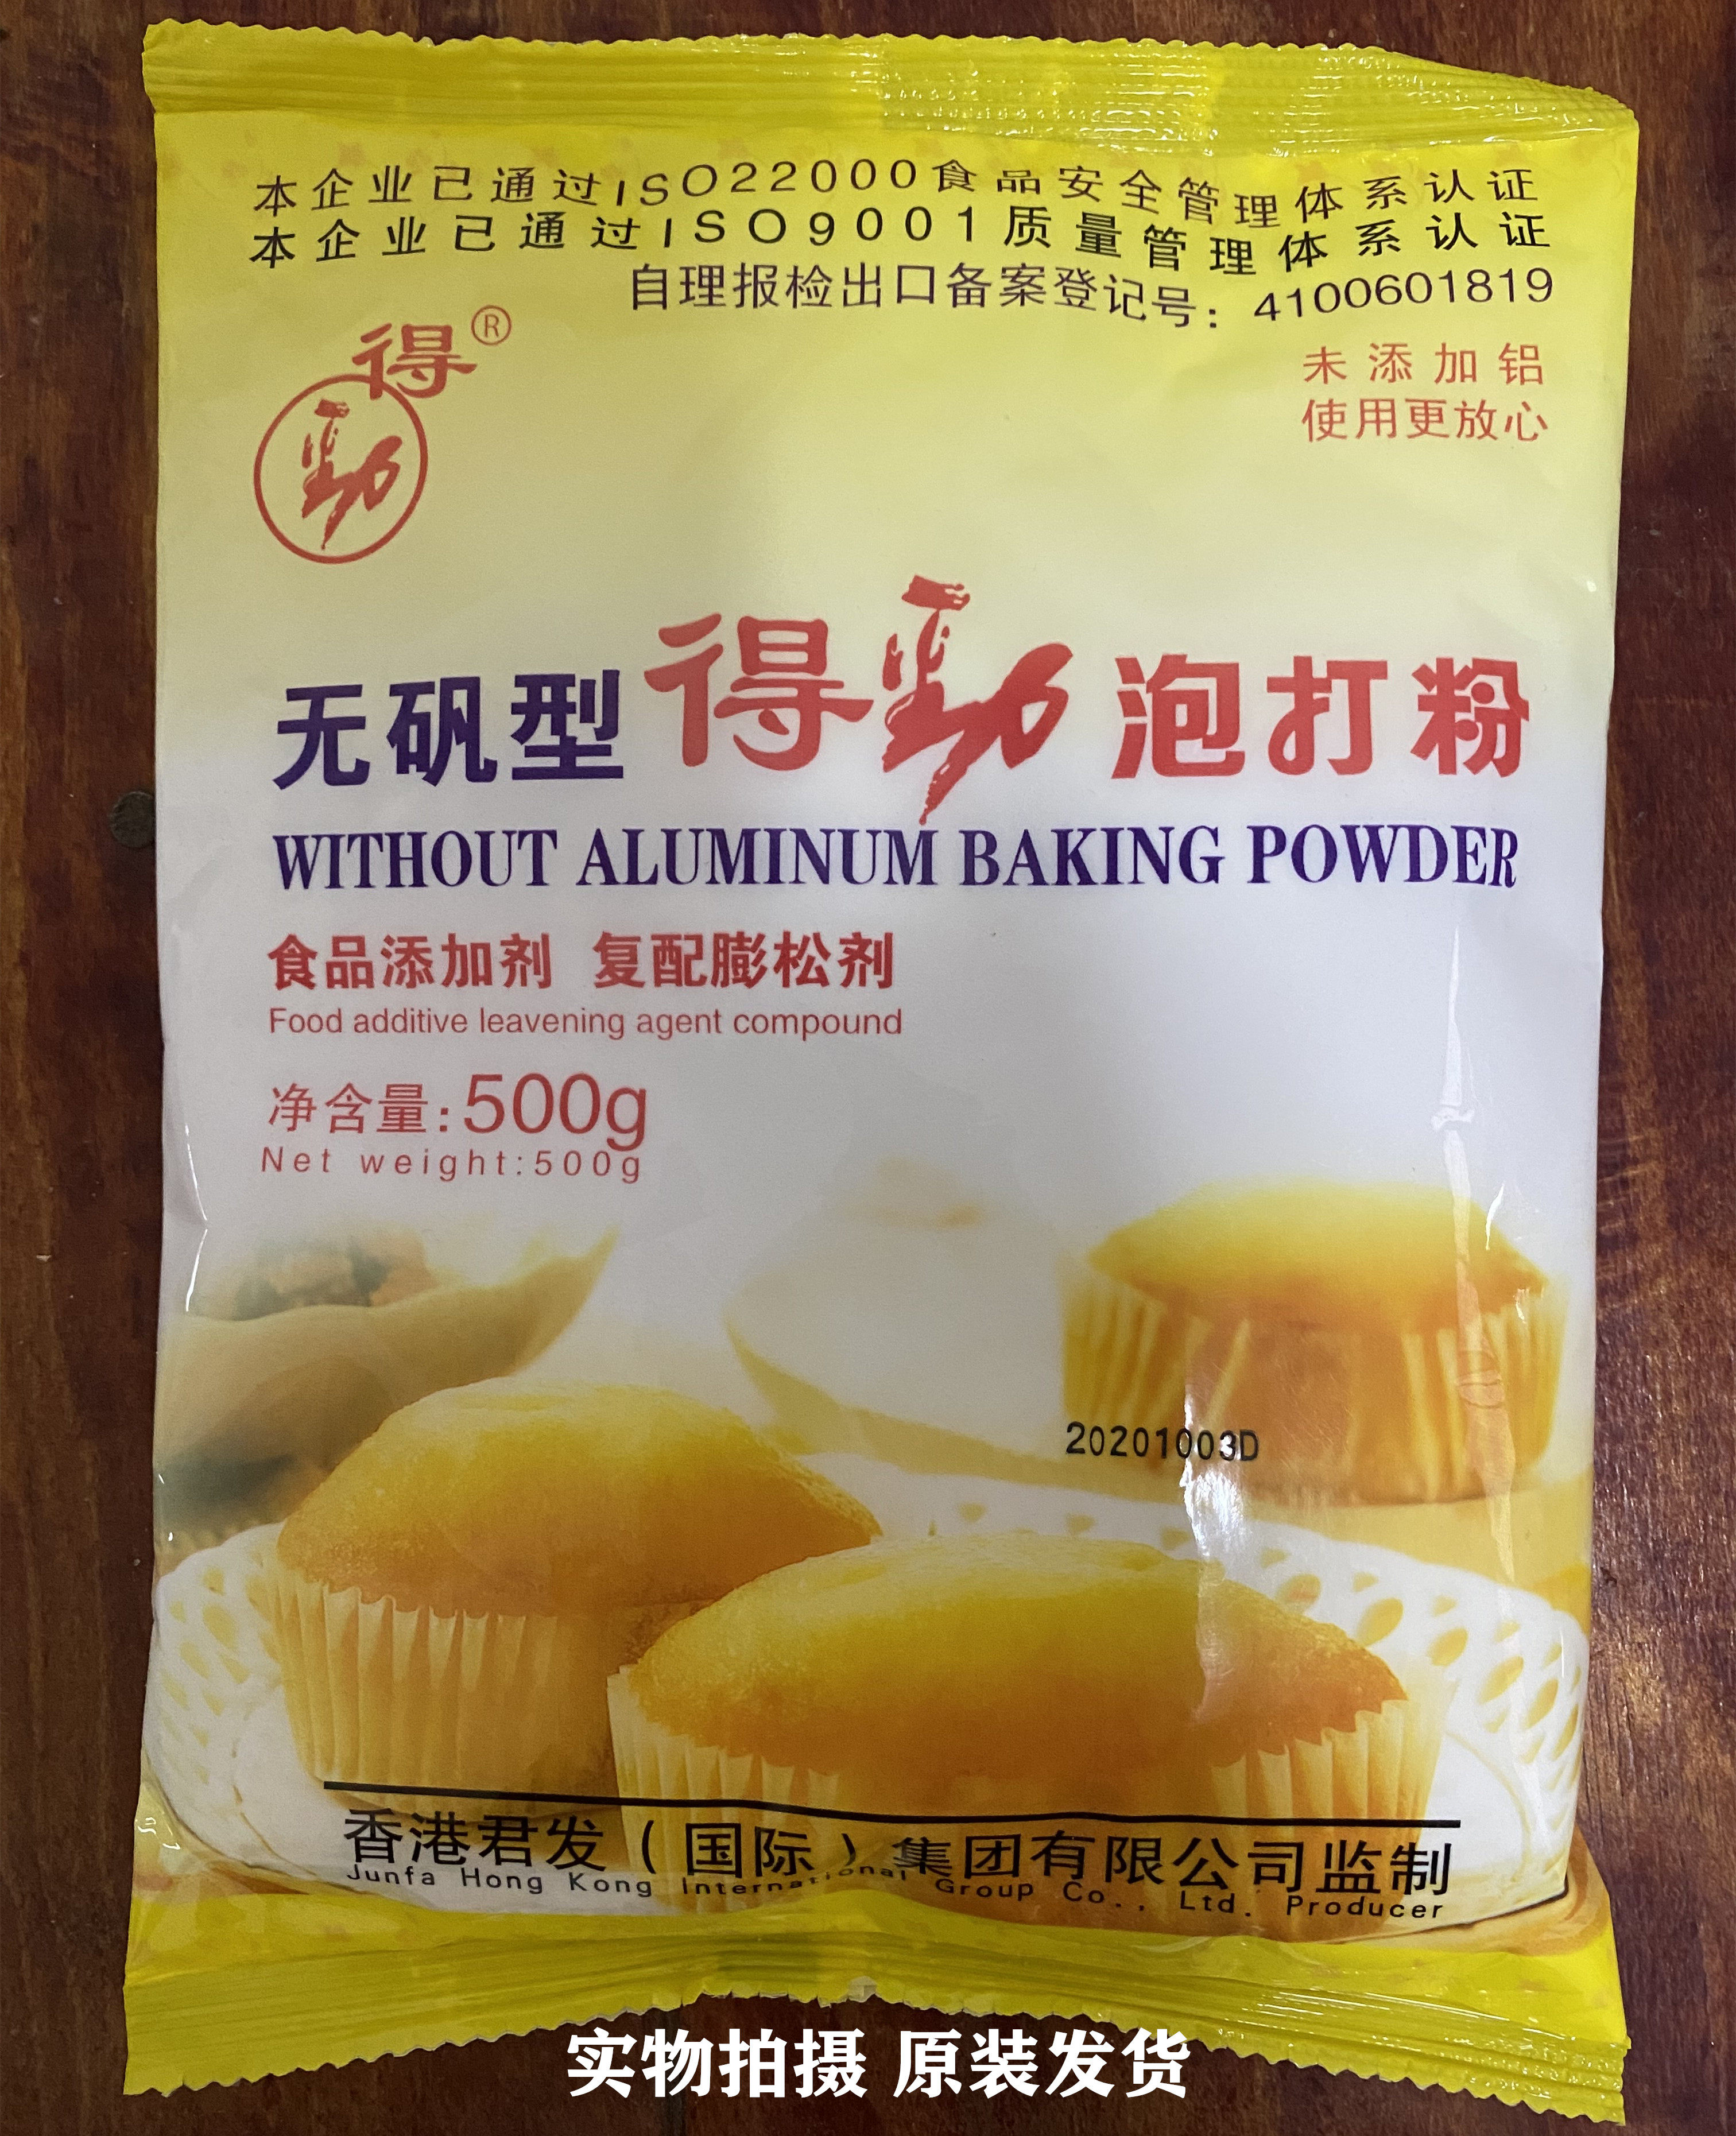 本企业已通过ISO22000食品安全管理体系认证
本企业已通过ISO9001质量管理体系认证
自理报检出口备案登记号：4100601819
得®
劲
未添加铝
使用更放心
无矾型得劲泡打粉
WITHOUT ALUMINUM BAKING POWDER
食品添加剂 复配膨松剂
Food additive leavening agent compound
净含量:500g
Net weight:500g
20201003D
香港君发（国际）集团有限公司监制
Junfa Hong Kong International Group Co., Ltd. Producer
实物拍摄 原装发货